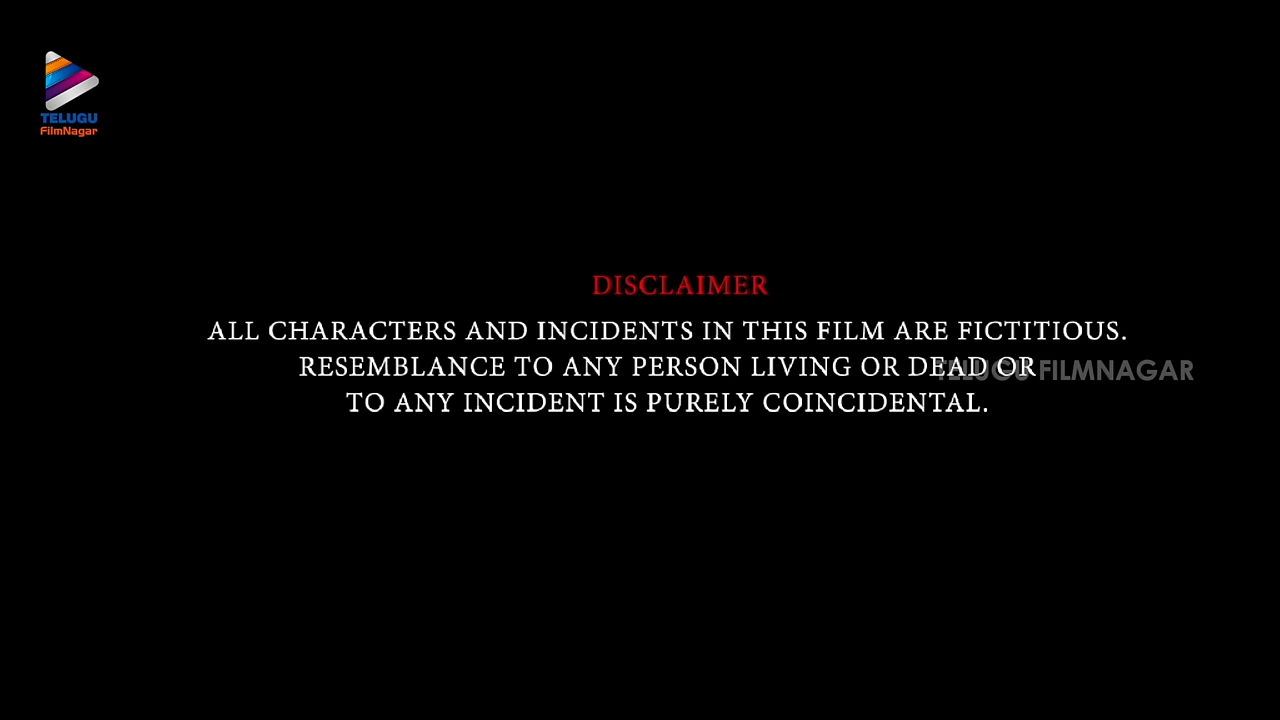 TELUGU
FilmNagar
DISCLAIMER
ALL CHARACTERS AND INCIDENTS IN THIS FILM ARE FICTITIOUS.
RESEMBLANCE TO ANY PERSON LIVING OR DEAD OR
TELUGU FILMNAGAR
TO ANY INCIDENT IS PURELY COINCIDENTAL.